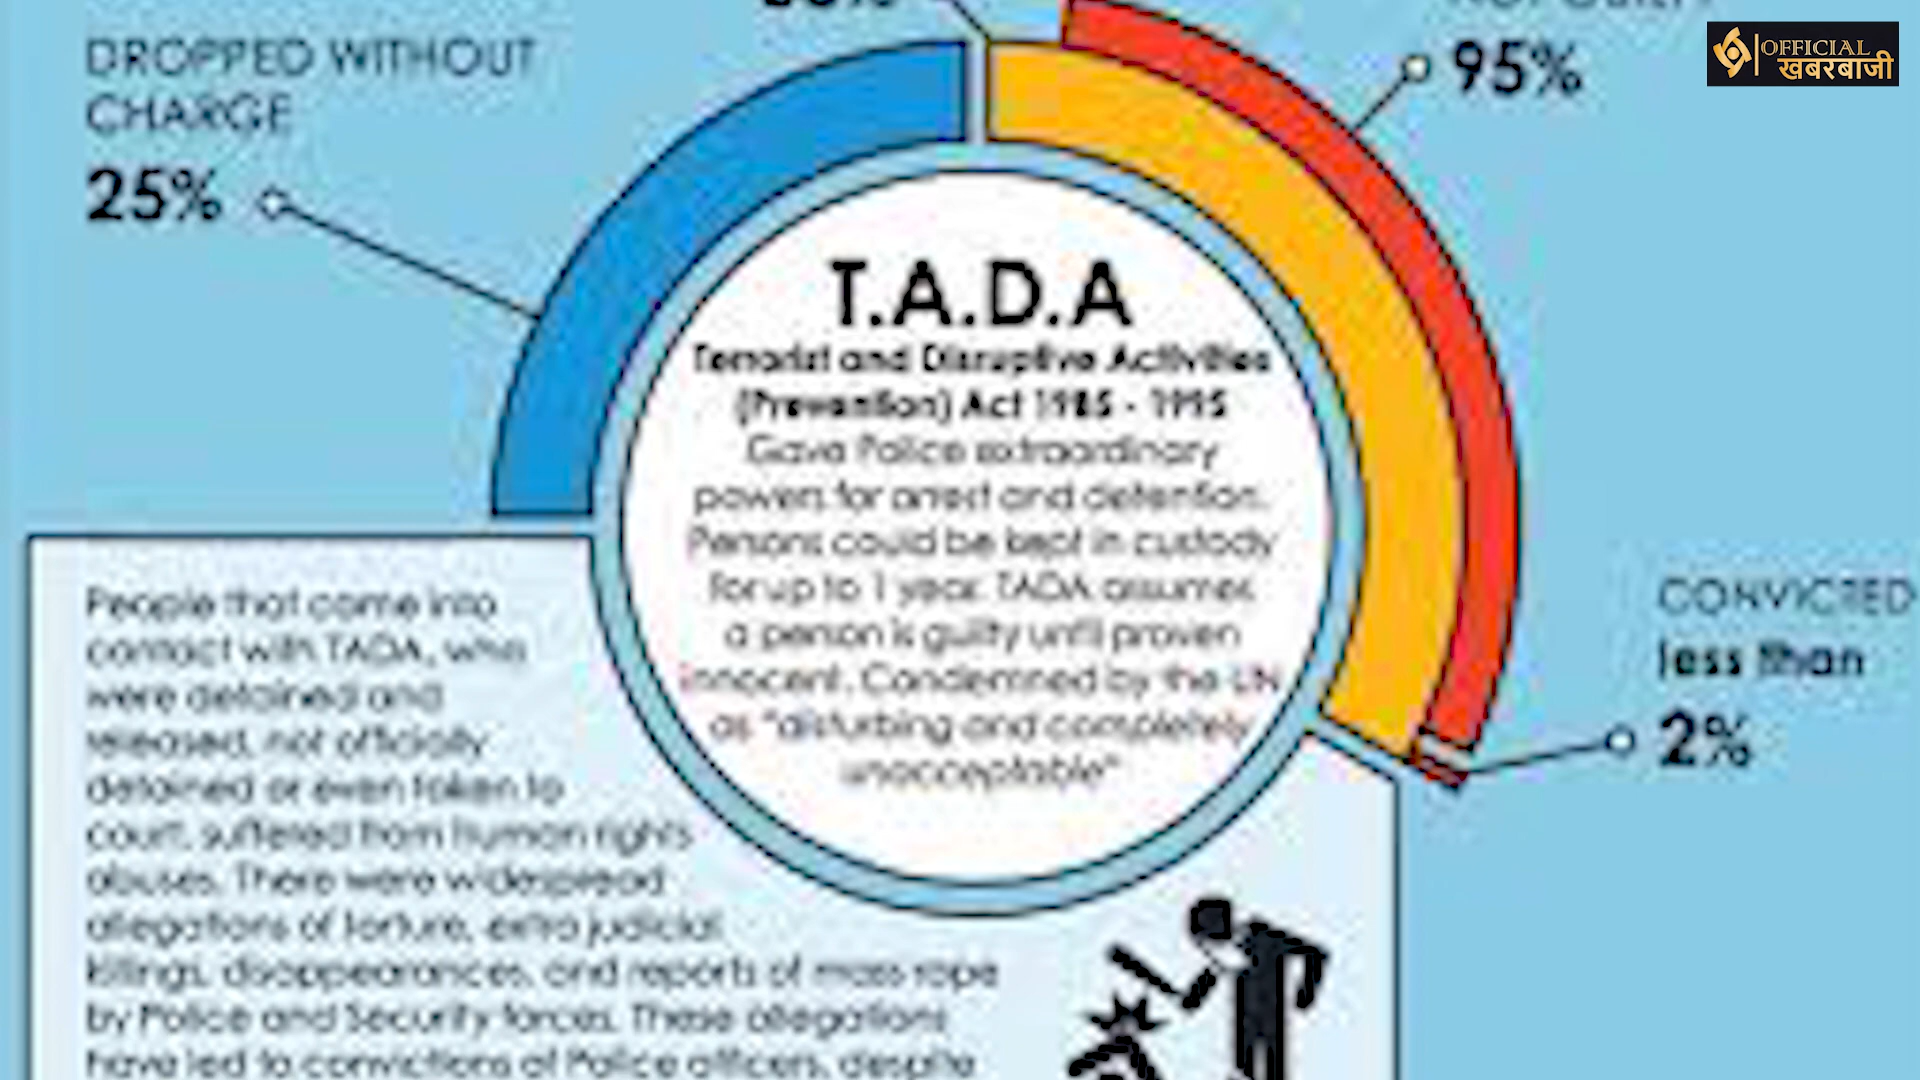 DROPPED WITHOUT
CHARGE
25%
95%
OFFICIAL
खबरबाजी
T.A.D.A
Terrorist and Disruptive Activities
(Prevention) Act 1985 - 1995
Gave Police extraordinary
powers for arrest and detention.
Persons could be kept in custody
for up to 1 year. TADA assumes
a person is guilty until proven
innocent. Condemned by the UN
as "disturbing and completely
unacceptable"
CONVICTED
less than
2%
People that came into
contact with TADA, who
were detained and
released, not officially
detained or even taken to
court, suffered from human rights
abuses. There were widespread
allegations of torture, extra judicial
killings, disappearances, and reports of mass rape
by Police and Security forces. These allegations
have led to convictions of Police officers, despite